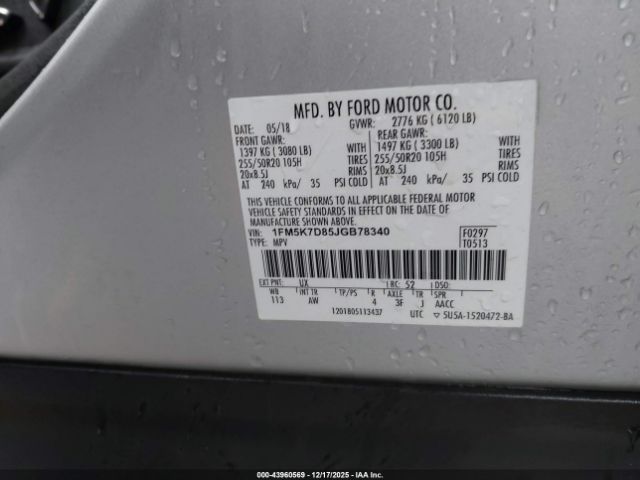 MFD. BY FORD MOTOR CO.
DATE: 05/18 GVWR: 2776 KG ( 6120 LB)
FRONT GAWR: REAR GAWR:
1397 KG ( 3080 LB) WITH 1497 KG ( 3300 LB) WITH
255/50R20 105H TIRES 255/50R20 105H TIRES
20x8.5J RIMS 20x8.5J RIMS
AT 240 kPa/ 35 PSI COLD AT 240 kPa/ 35 PSI COLD
THIS VEHICLE CONFORMS TO ALL APPLICABLE FEDERAL MOTOR
VEHICLE SAFETY STANDARDS IN EFFECT ON THE DATE OF
MANUFACTURE SHOWN ABOVE.
VIN: 1FM5K7D85JGB78340 F0297
TYPE: MPV T0513
EXT PNT: UX RC: 52 DSO:
WB INT TR TP/PS R AXLE TR SPR
113 AW 4 3F J AACC
1201805113437 UTC ▽ 5U5A-1520472-BA
000-43960569 | 12/17/2025 | IAA Inc.